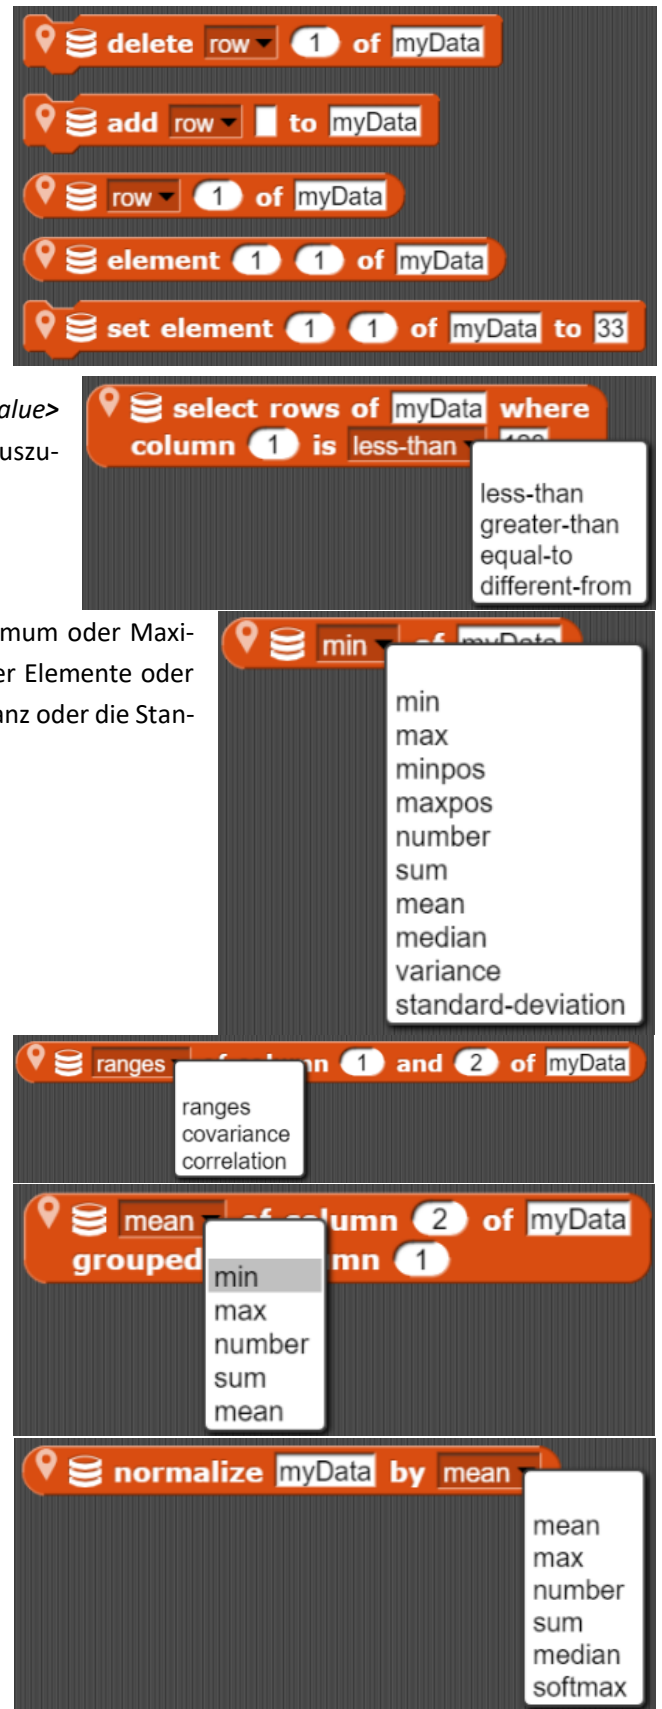 delete row 1 of myData
add row to myData
row 1 of myData
element 1 1 of myData
set element 1 1 of myData to 33
alue>
uszu-
select rows of myData where
column 1 is less-than
less-than
greater-than
equal-to
different-from
mum oder Maxi-
er Elemente oder
anz oder die Stan-
min of myData
min
max
minpos
maxpos
number
sum
mean
median
variance
standard-deviation
ranges 1 and 2 of myData
ranges
covariance
correlation
mean of column 2 of myData
grouped 1
min
max
number
sum
mean
normalize myData by mean
mean
max
number
sum
median
softmax